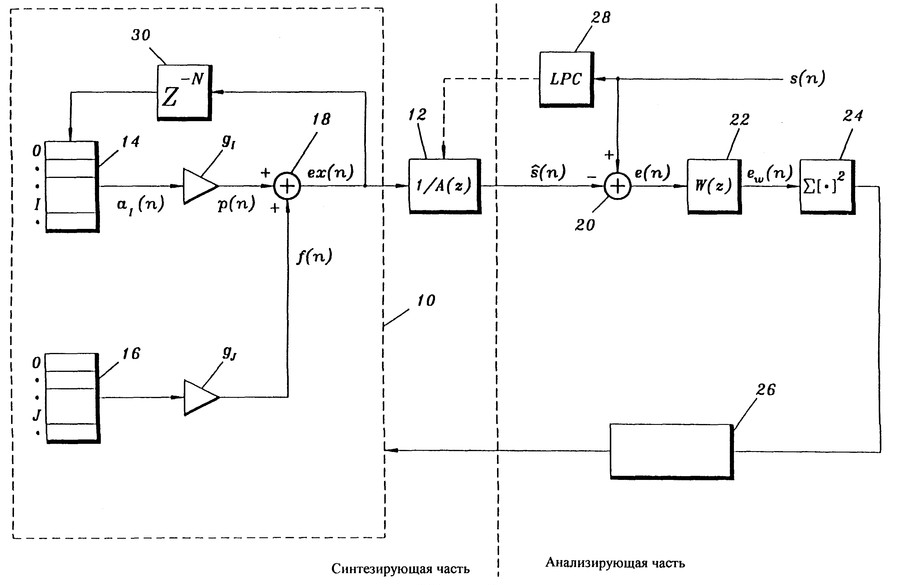 28
30
LPC
s(n)
Z^{-N}
12
22
24
0
14
g_I
18
+
ex(n)
1/A(z)
ŝ(n)
+
−
e(n)
W(z)
e_w(n)
Σ[·]^2
I
a_I(n)
p(n)
+
20
f(n)
10
0
16
g_J
J
26
Синтезирующая часть
Анализирующая часть